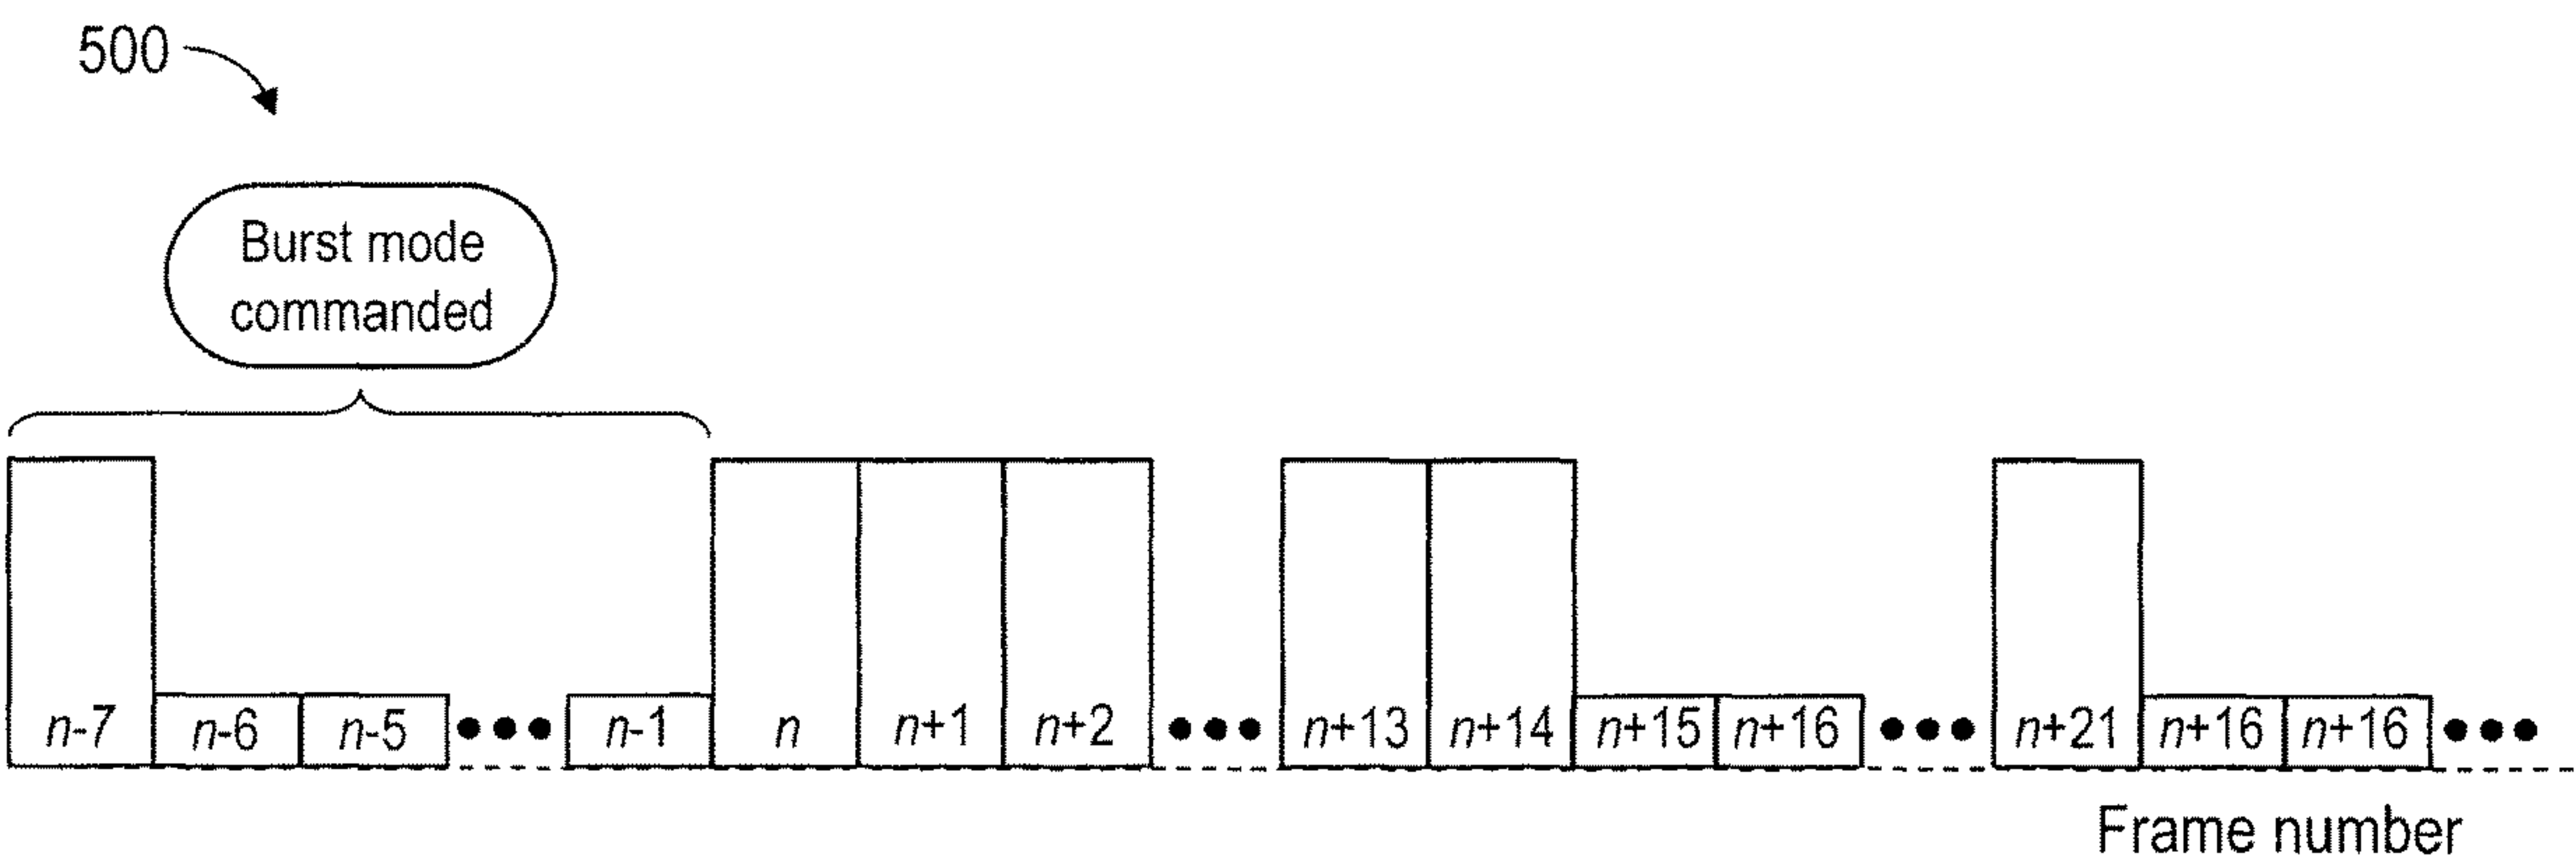 500
Burst mode
commanded
n-7 n-6 n-5 ●●● n-1 n n+1 n+2 ●●● n+13 n+14 n+15 n+16 ●●● n+21 n+16 n+16 ●●●
Frame number